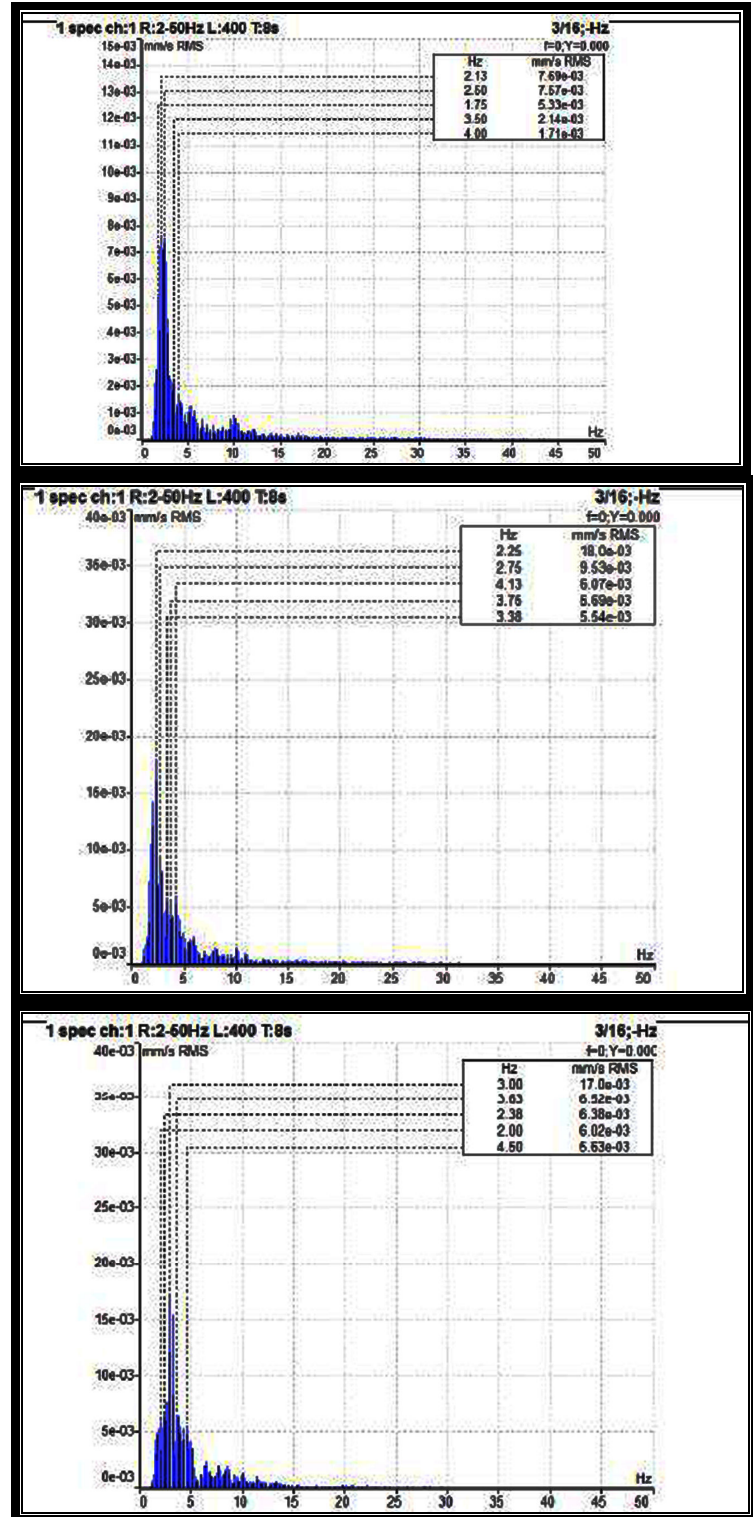 1 spec ch:1 R:2-50Hz L:400 T:8s 3/16;-Hz
15e-03 mm/s RMS f=0;Y=0.000
14e-03
13e-03
12e-03
11e-03
10e-03
9e-03
8e-03
7e-03
6e-03
5e-03
4e-03
3e-03
2e-03
1e-03
0e-03
Hz mm/s RMS
2.13 7.69e-03
2.50 7.57e-03
1.75 5.33e-03
3.50 2.14e-03
4.00 1.71e-03
Hz
0 5 10 15 20 25 30 35 40 45 50
1 spec ch:1 R:2-50Hz L:400 T:8s 3/16;-Hz
40e-03 mm/s RMS f=0;Y=0.000
36e-03
30e-03
25e-03
20e-03
15e-03
10e-03
5e-03
0e-03
Hz mm/s RMS
2.25 18.0e-03
2.75 9.53e-03
4.13 6.07e-03
3.75
3.38 5.54e-03
Hz
0 5 10 15 20 25 30 35 40 45 50
1 spec ch:1 R:2-50Hz L:400 T:8s 3/16;-Hz
40e-03 mm/s RMS f=0;Y=0.000
35e-03
30e-03
25e-03
20e-03
15e-03
10e-03
5e-03
0e-03
Hz mm/s RMS
3.00 17.0e-03
3.63 6.52e-03
2.38 6.38e-03
2.00 6.02e-03
4.50
Hz
0 5 10 15 20 25 30 35 40 45 50